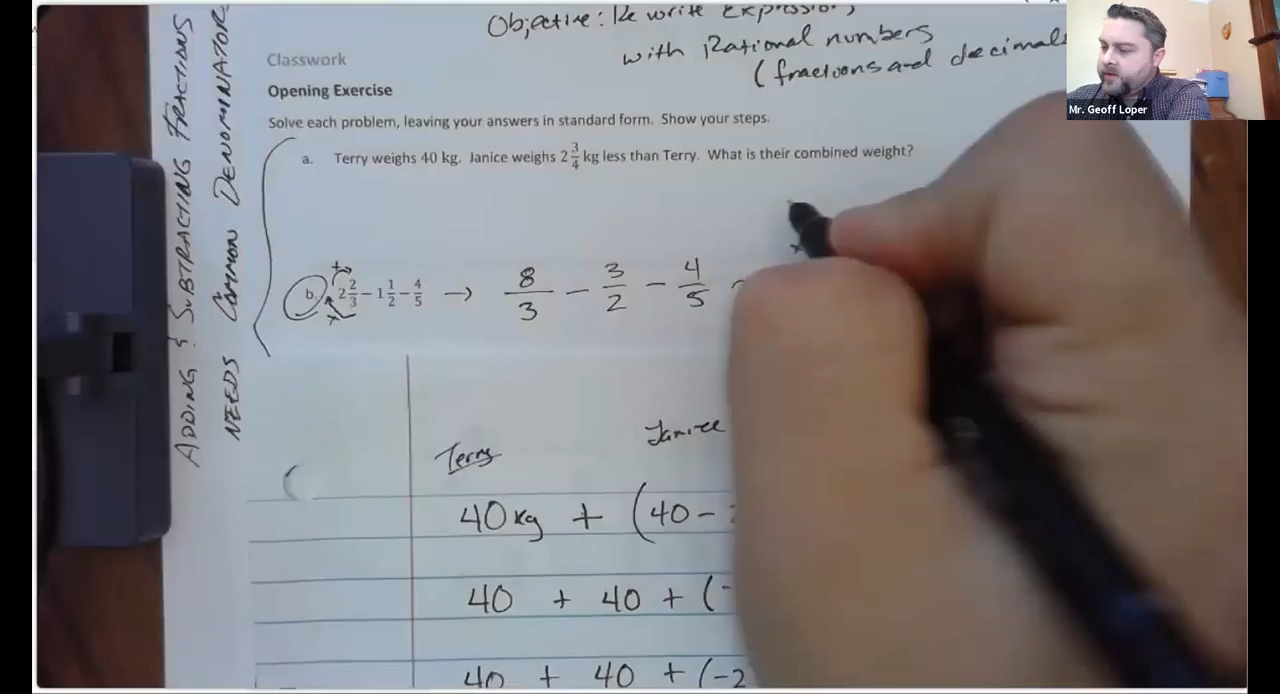 Objective: Re write Expressions
with Rational numbers
(fractions and decimals
Mr. Geoff Loper
Classwork
Opening Exercise
Solve each problem, leaving your answers in standard form. Show your steps.
a. Terry weighs 40 kg. Janice weighs 2 3/4 kg less than Terry. What is their combined weight?
b. 2 2/3 − 1 1/2 − 4/5 → 8/3 − 3/2 − 4/5
+
x
ADDING & SUBTRACTING FRACTIONS
NEEDS COMMON DENOMINATOR
Terry Janice
40 kg + (40 −
40 + 40 + (-
40 + 40 + (-2